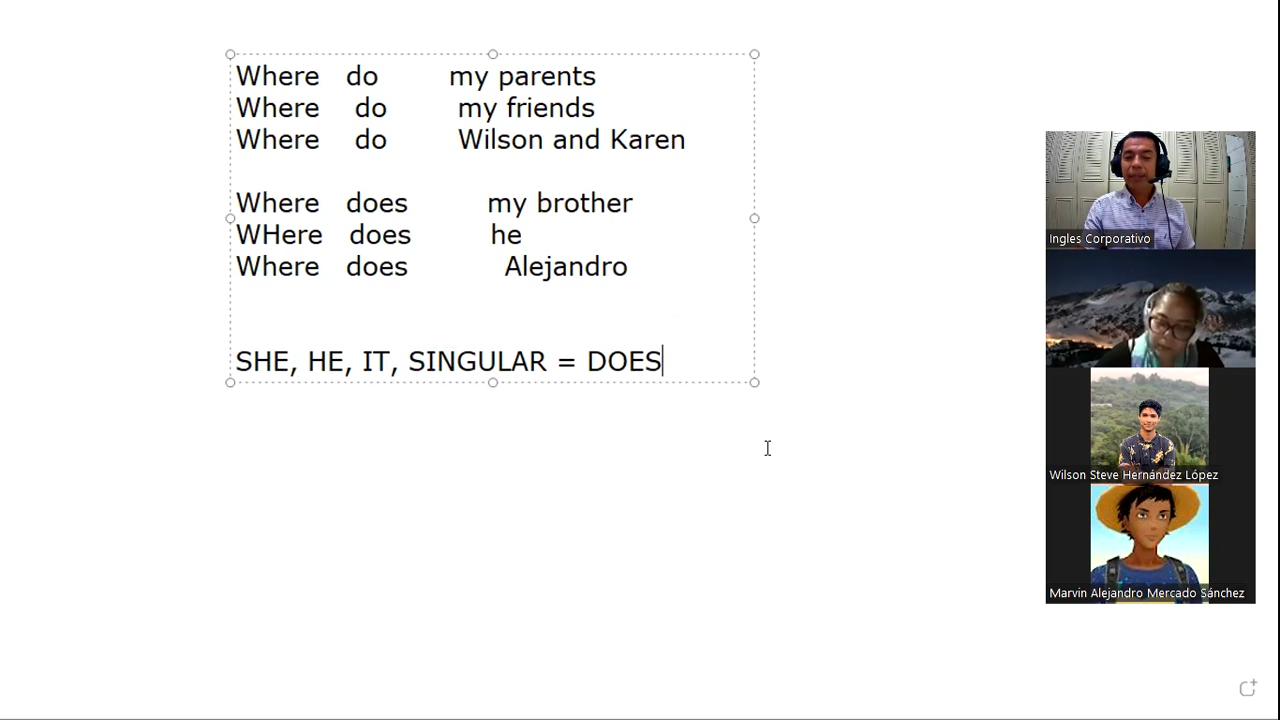 Where do my parents
Where do my friends
Where do Wilson and Karen
Where does my brother
WHere does he
Where does Alejandro
SHE, HE, IT, SINGULAR = DOES
Ingles Corporativo
Wilson Steve Hernández López
Marvin Alejandro Mercado Sánchez